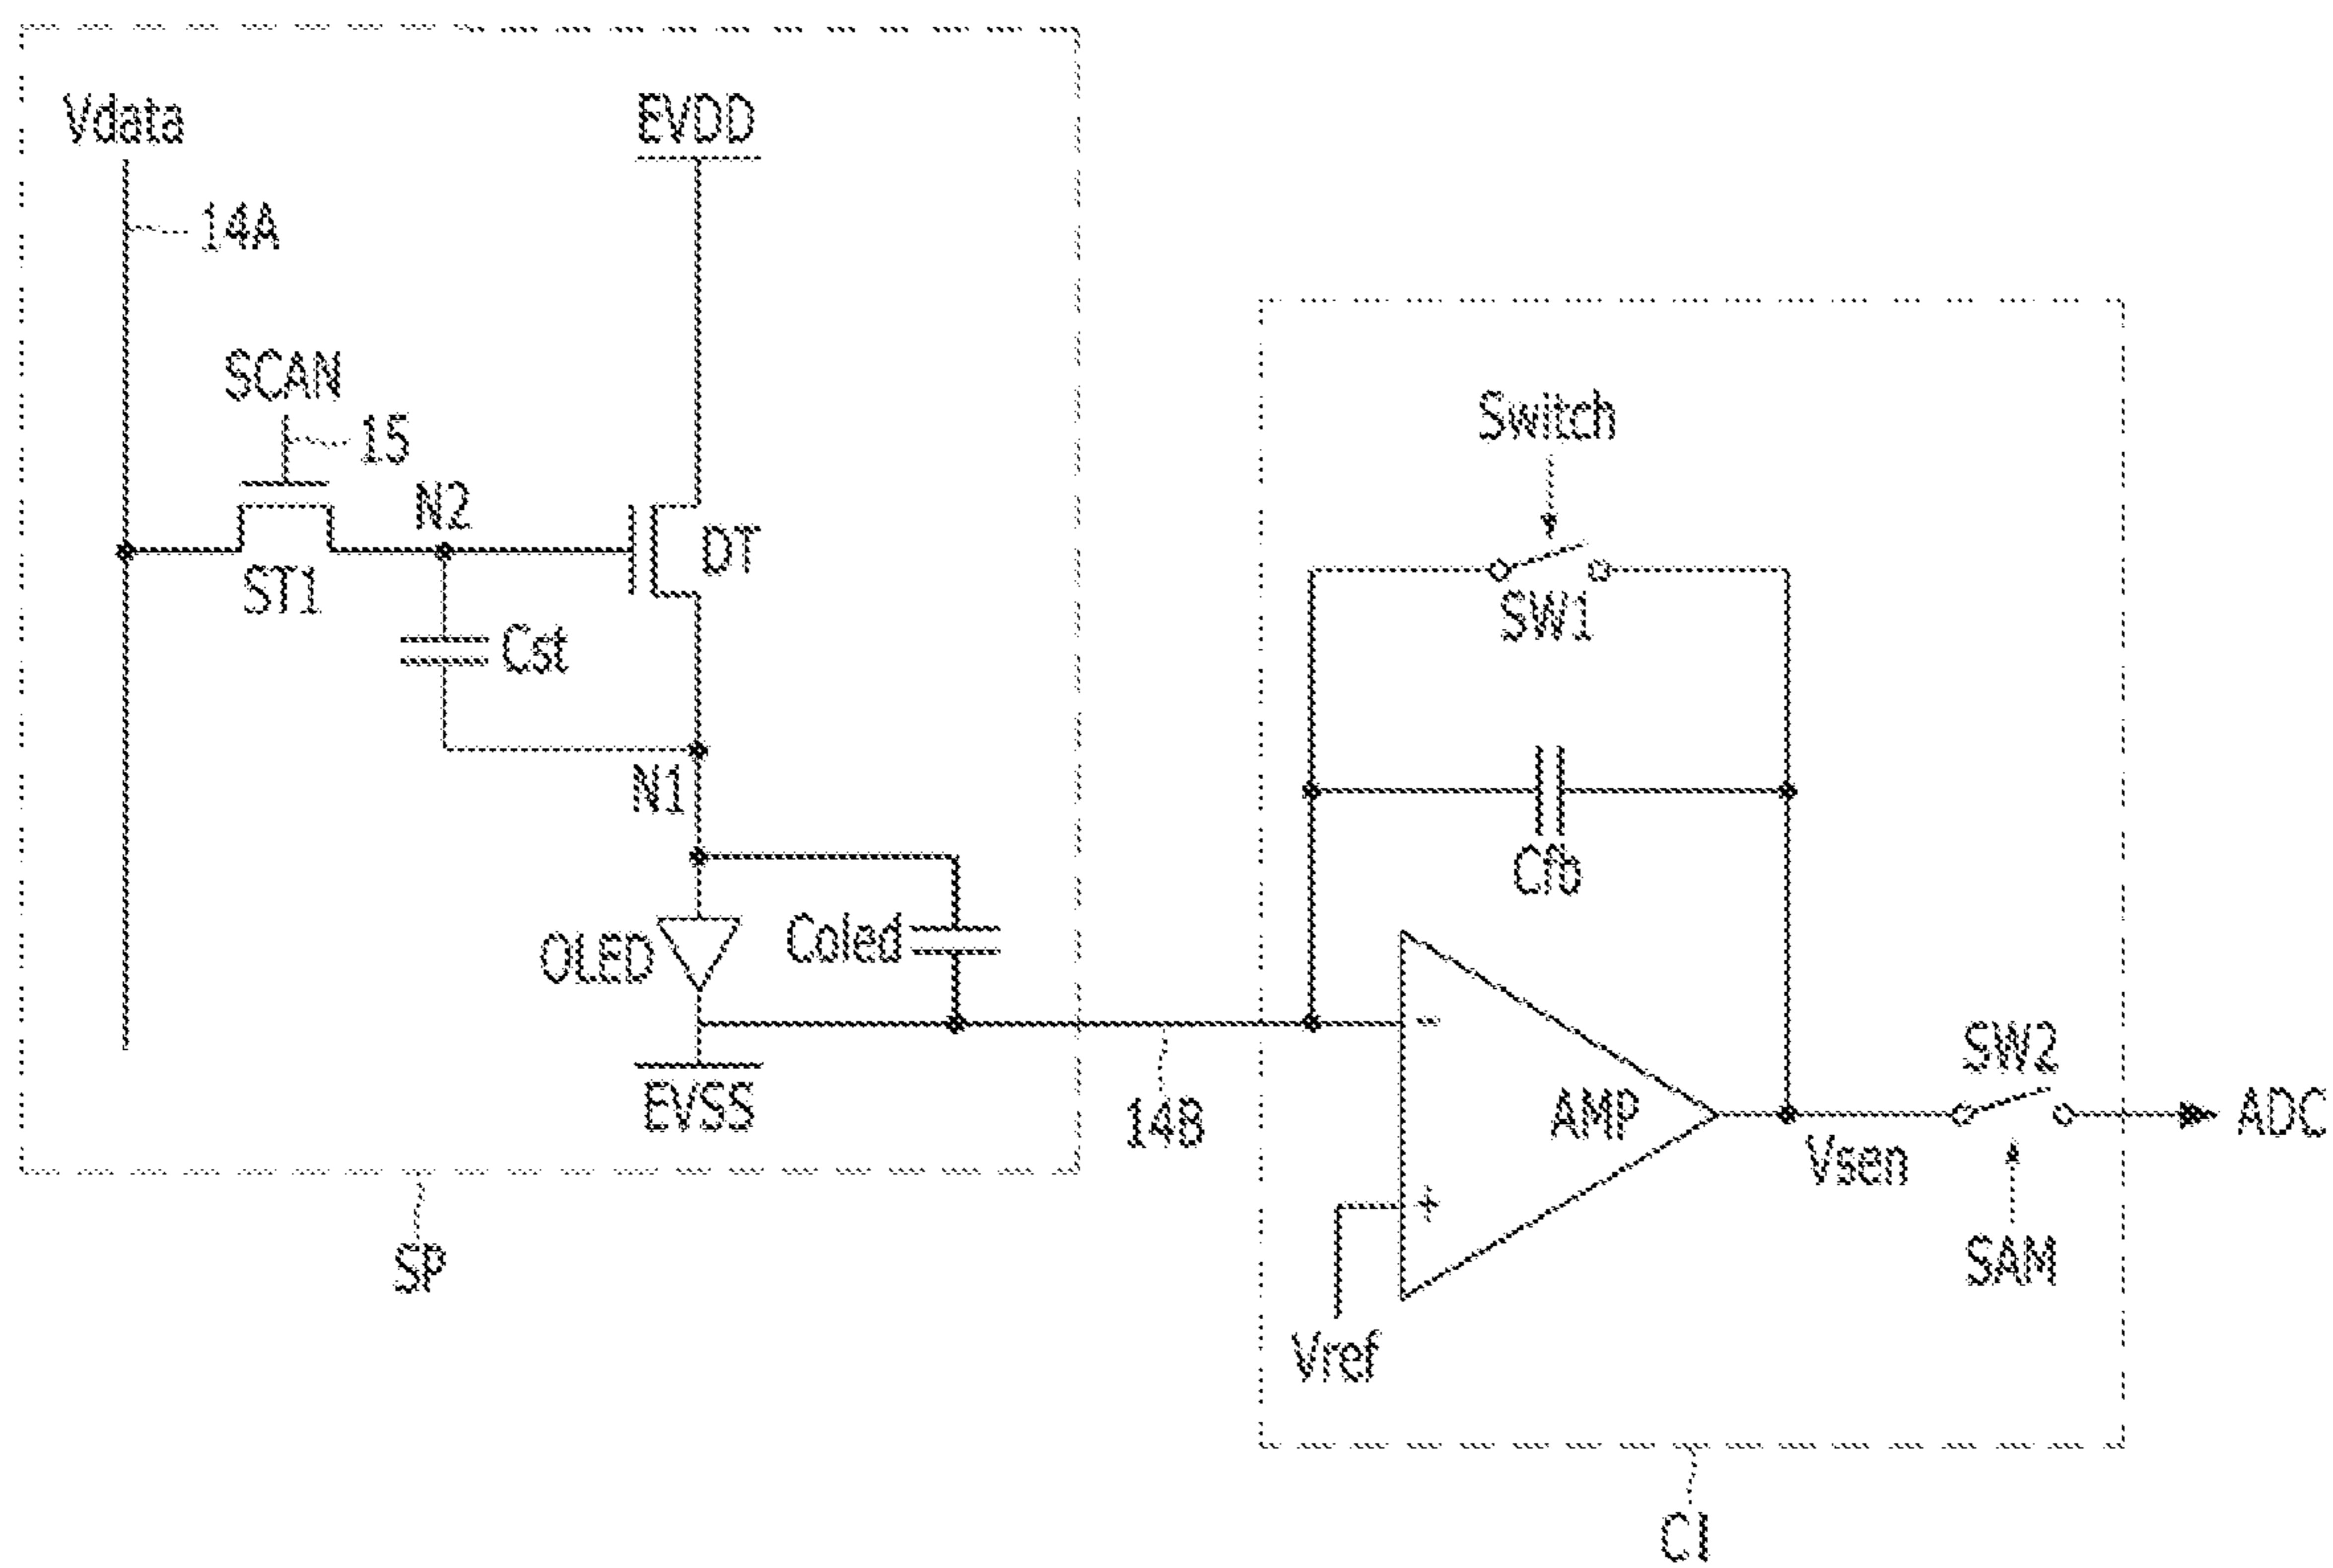 Vdata
EVDD
14A
SCAN
15
N2
DT
ST1
Cst
N1
OLED
Coled
EVSS
14B
SP
Switch
SW1
Cfb
-
AMP
+
Vref
Vsen
SW2
SAM
ADC
CI